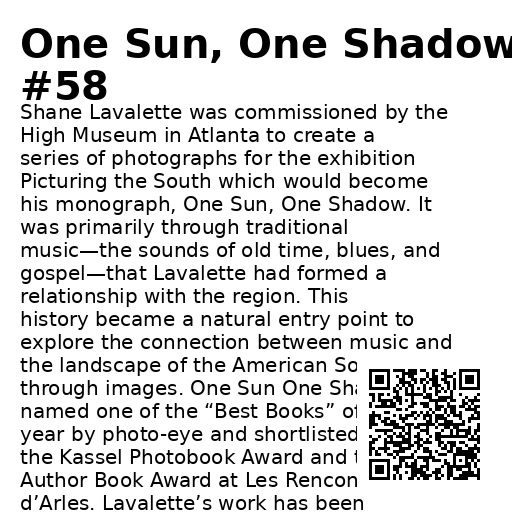 One Sun, One Shadow
#58
Shane Lavalette was commissioned by the
High Museum in Atlanta to create a
series of photographs for the exhibition
Picturing the South which would become
his monograph, One Sun, One Shadow. It
was primarily through traditional
music—the sounds of old time, blues, and
gospel—that Lavalette had formed a
relationship with the region. This
history became a natural entry point to
explore the connection between music and
the landscape of the American So
through images. One Sun One Sha
named one of the “Best Books” of
year by photo-eye and shortlisted
the Kassel Photobook Award and
Author Book Award at Les Rencon
d’Arles. Lavalette’s work has been